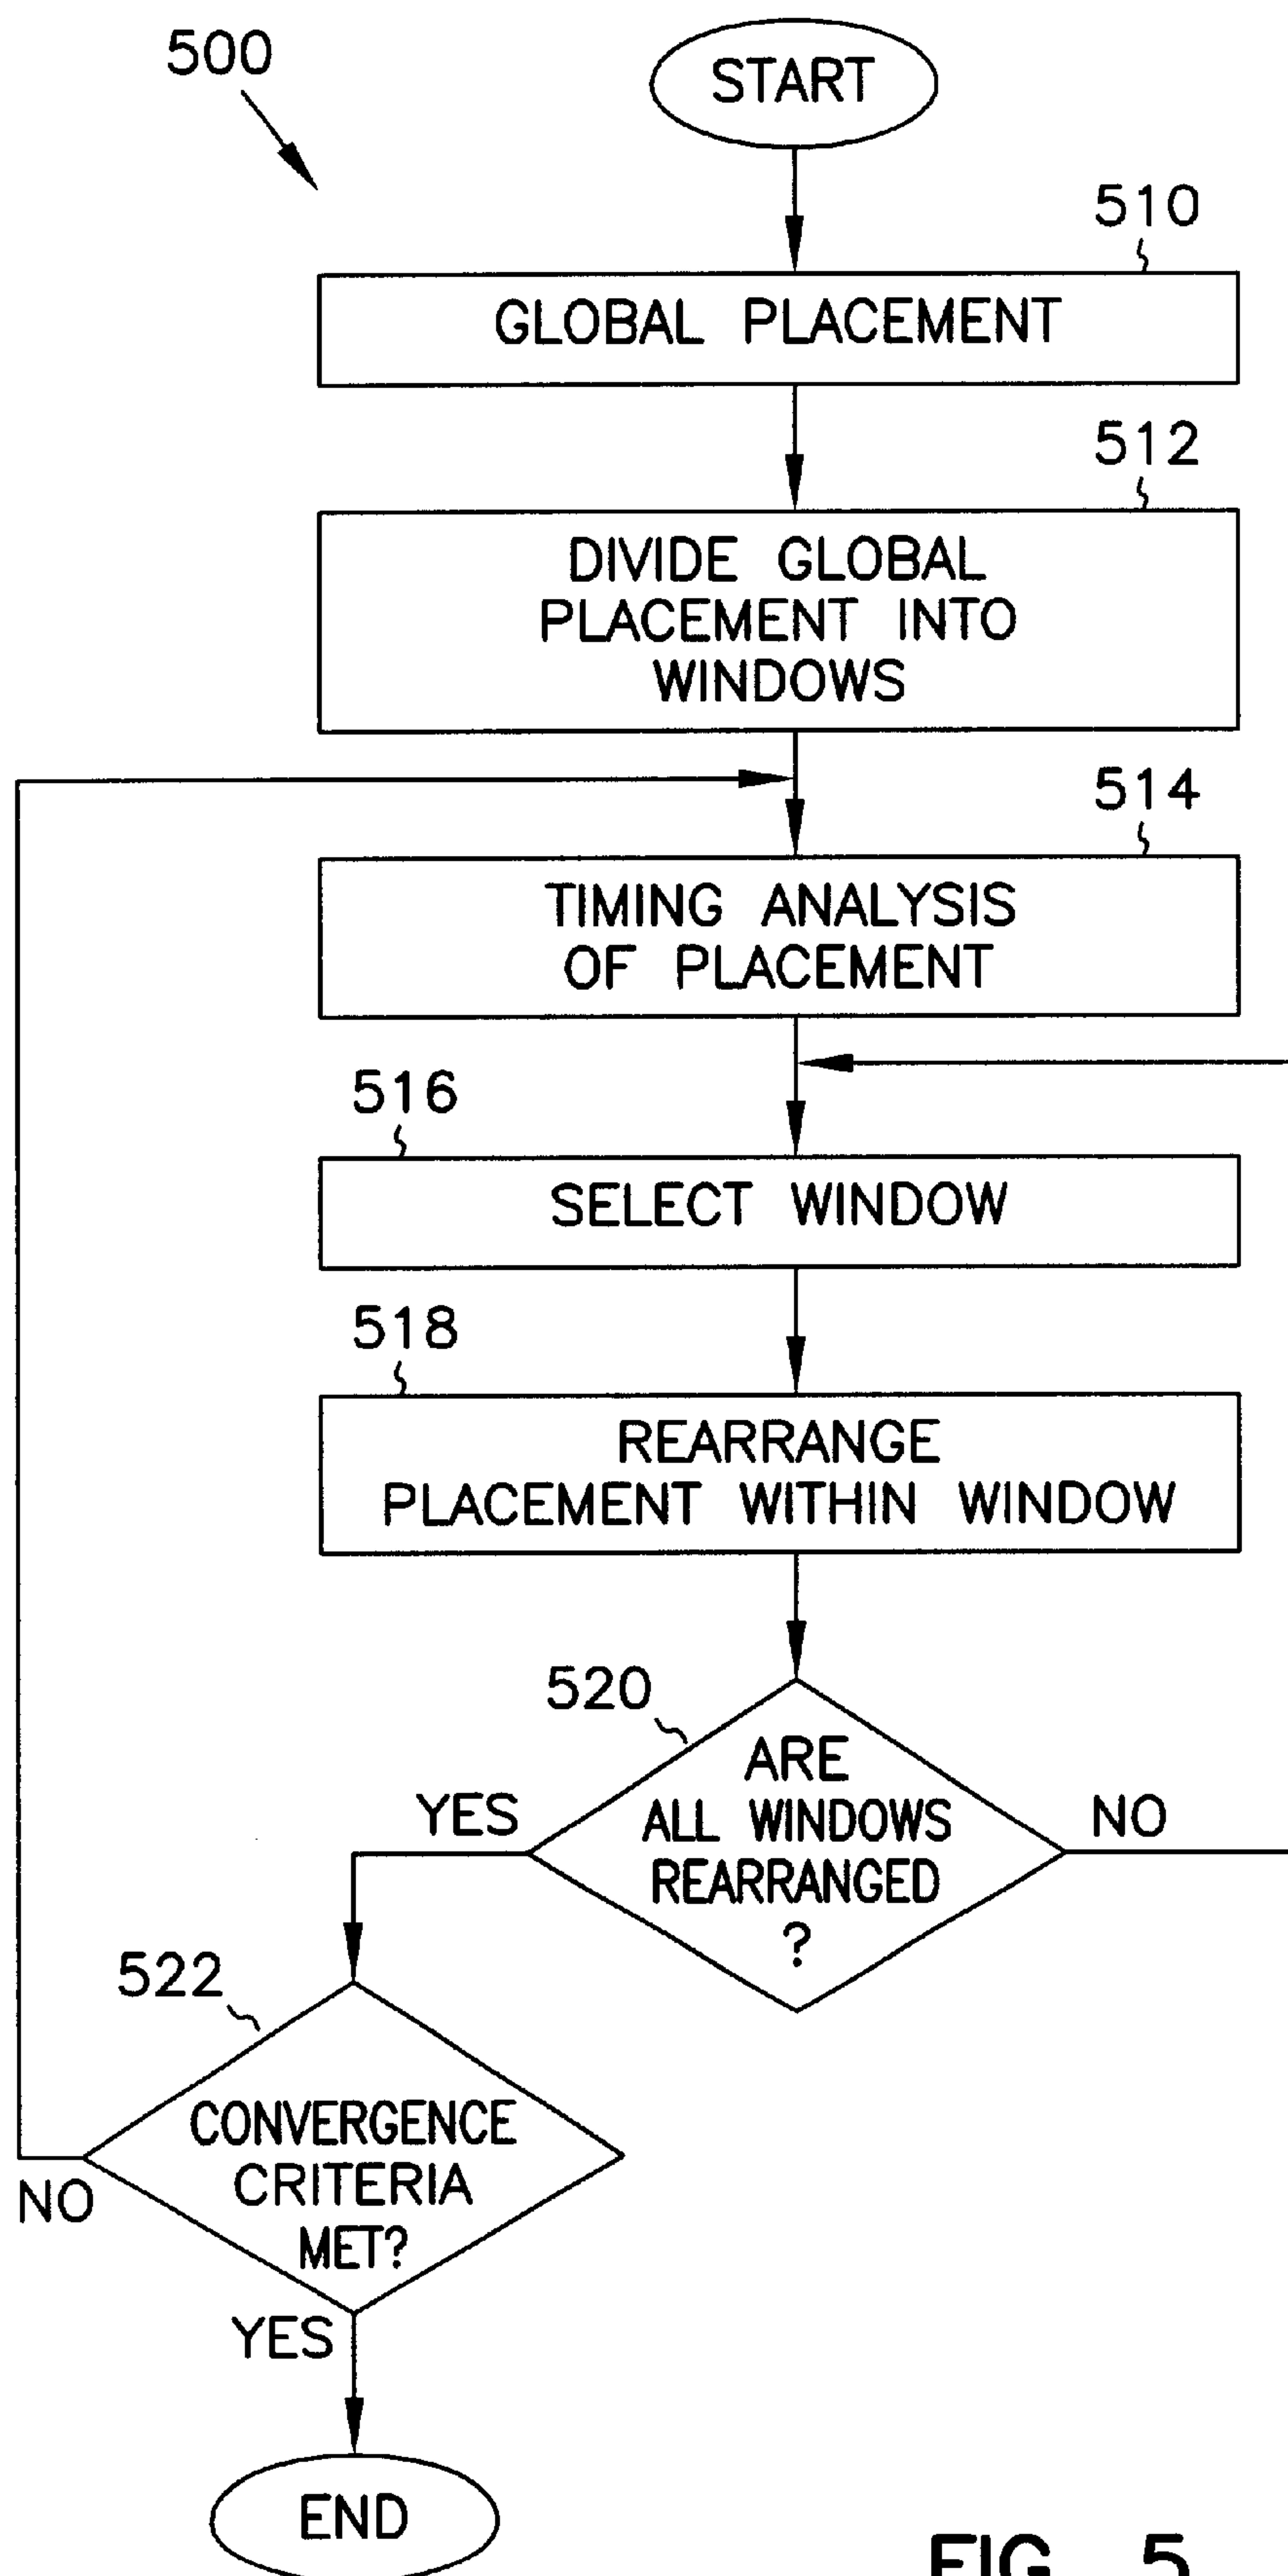 500
START
510
GLOBAL PLACEMENT
512
DIVIDE GLOBAL
PLACEMENT INTO
WINDOWS
514
TIMING ANALYSIS
OF PLACEMENT
516
SELECT WINDOW
518
REARRANGE
PLACEMENT WITHIN WINDOW
520
ARE
ALL WINDOWS
REARRANGED
?
YES
NO
522
CONVERGENCE
CRITERIA
MET?
NO
YES
END
FIG. 5